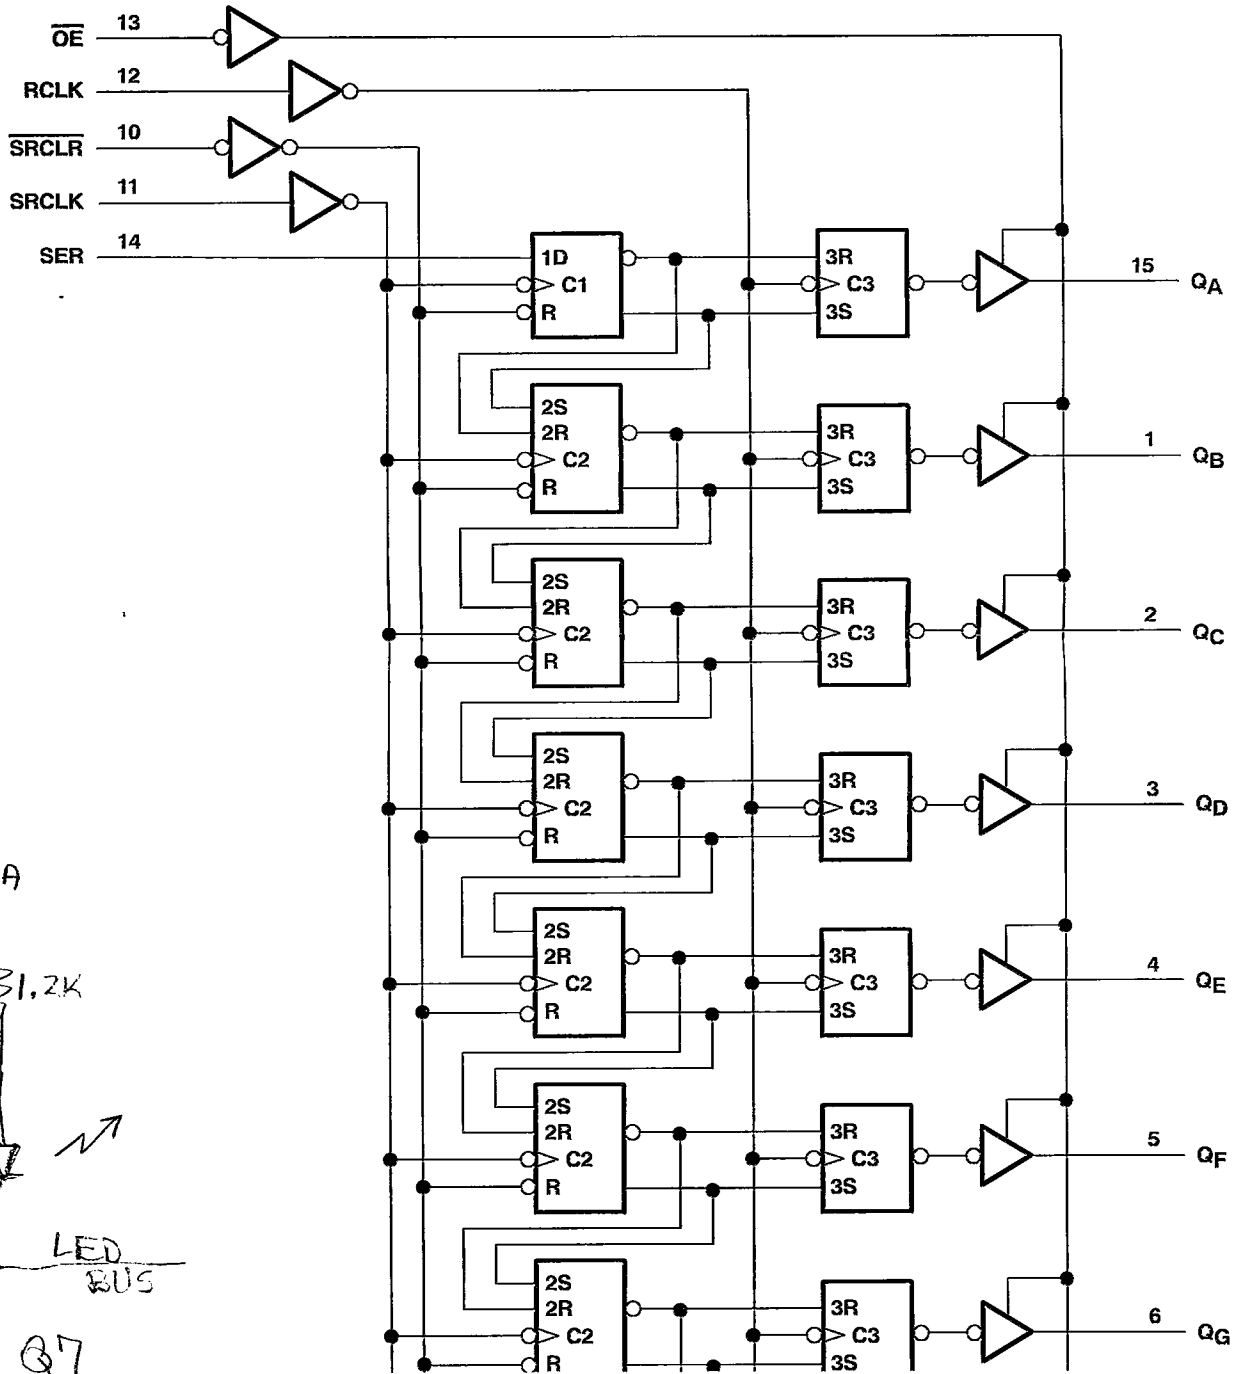 OE 13
RCLK 12
SRCLR 10
SRCLK 11
SER 14
1D
C1
R
3R
C3
3S
15 QA
2S
2R
C2
R
3R
C3
3S
1 QB
2S
2R
C2
R
3R
C3
3S
2 QC
2S
2R
C2
R
3R
C3
3S
3 QD
A
2S
2R
C2
R
3R
C3
3S
4 QE
1.2K
2S
2R
C2
R
3R
C3
3S
5 QF
LED
BUS
2S
2R
C2
R
3R
C3
3S
6 QG
Q7